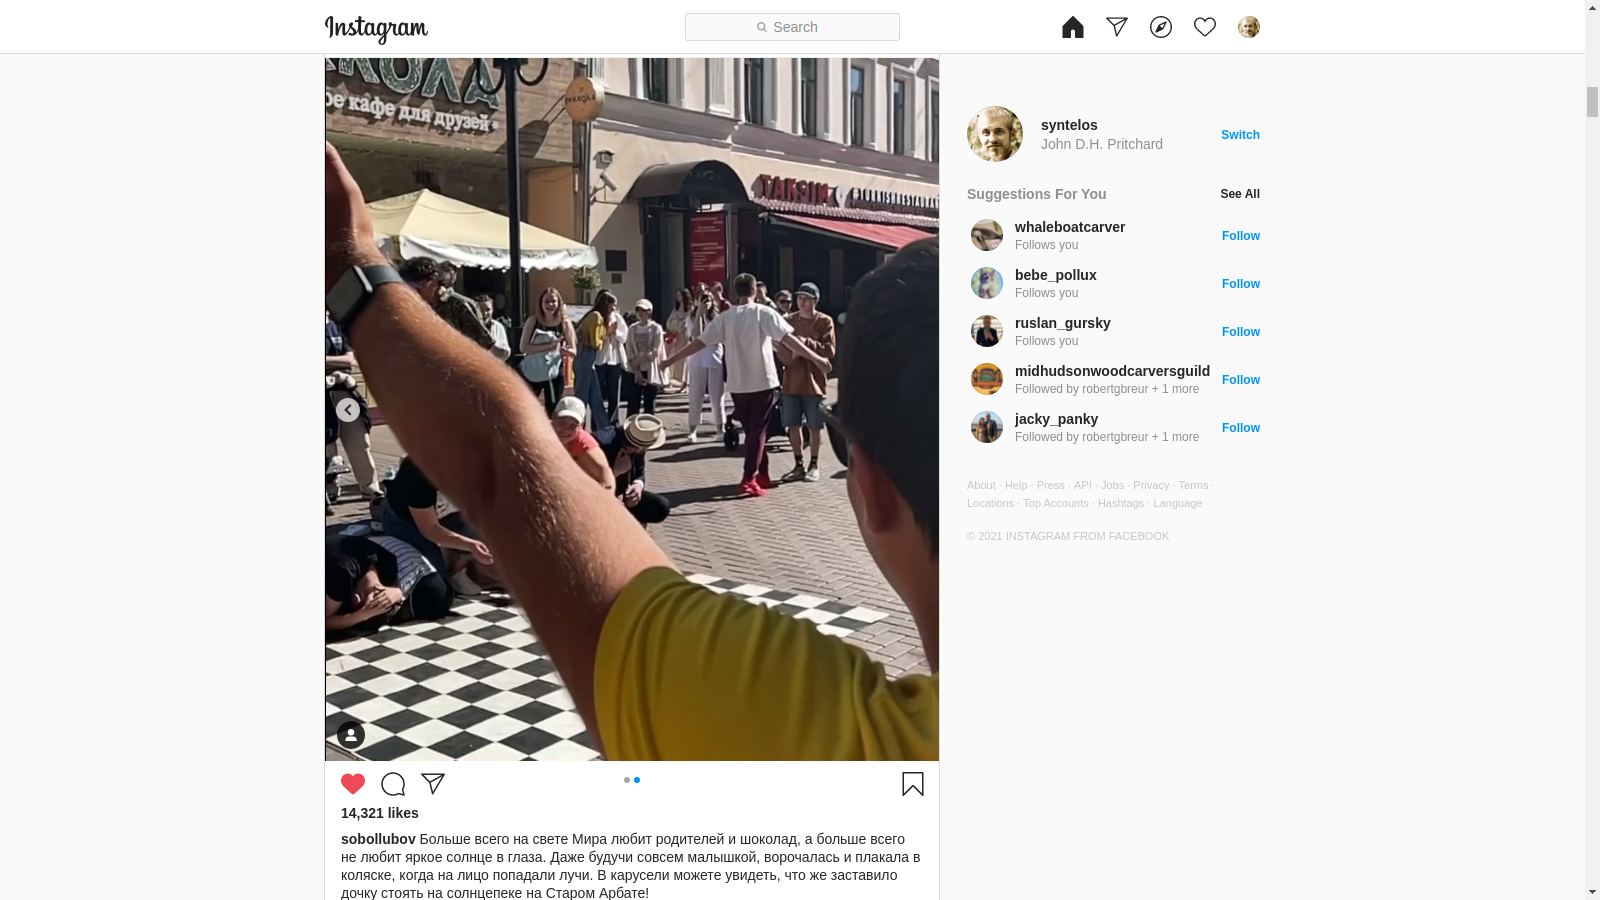 Instagram
Search
ОКОЛА
ре кафе для друзей
TAKSIM
syntelos
John D.H. Pritchard
Switch
Suggestions For You
See All
whaleboatcarver
Follows you
Follow
bebe_pollux
Follows you
Follow
ruslan_gursky
Follows you
Follow
midhudsonwoodcarversguild
Followed by robertgbreur + 1 more
Follow
jacky_panky
Followed by robertgbreur + 1 more
Follow
About · Help · Press · API · Jobs · Privacy · Terms ·
Locations · Top Accounts · Hashtags · Language
© 2021 INSTAGRAM FROM FACEBOOK
14,321 likes
sobollubov Больше всего на свете Мира любит родителей и шоколад, а больше всего
не любит яркое солнце в глаза. Даже будучи совсем малышкой, ворочалась и плакала в
коляске, когда на лицо попадали лучи. В карусели можете увидеть, что же заставило
дочку стоять на солнцепеке на Старом Арбате!